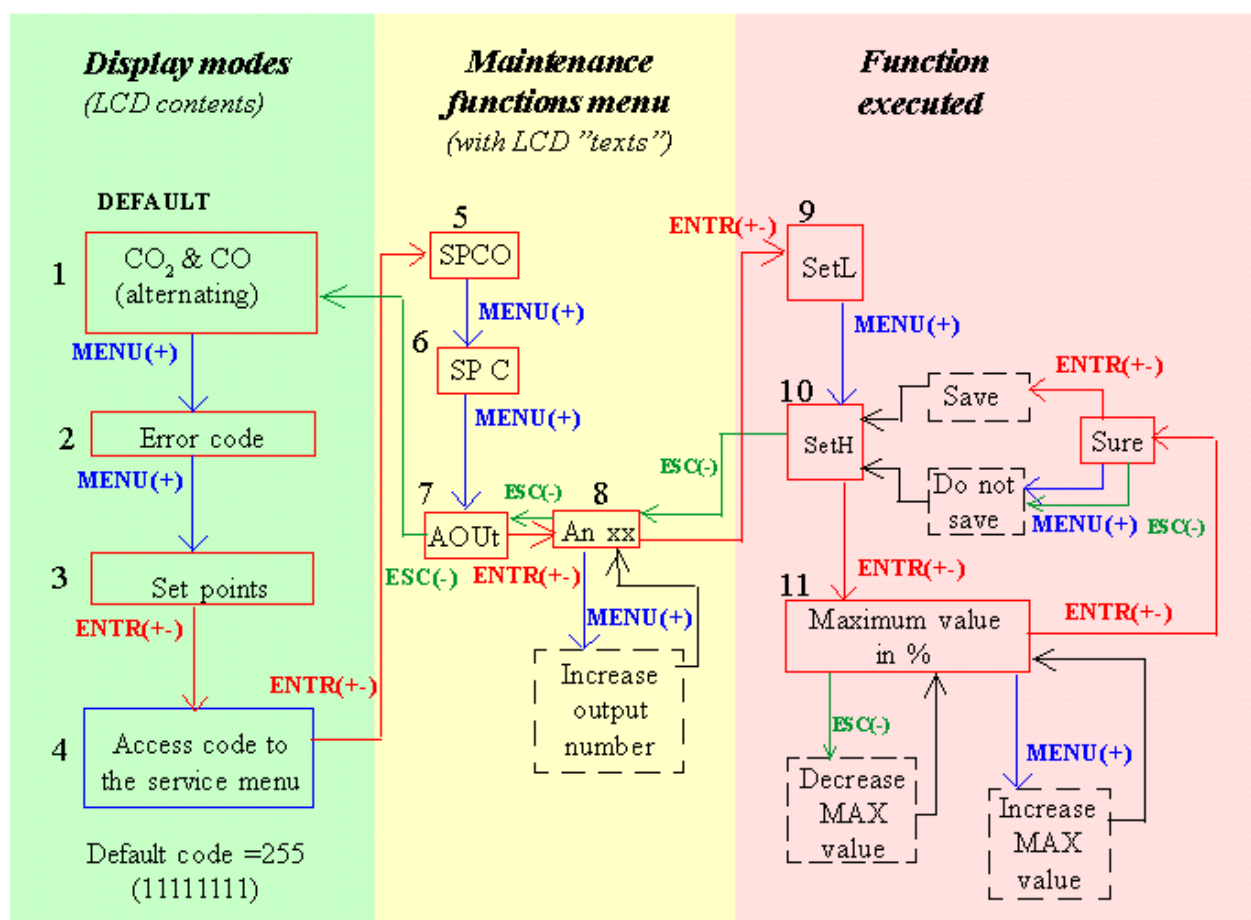 Display modes
(LCD contents)
Maintenance
functions menu
(with LCD ”texts”)
Function
executed
DEFAULT
1
CO₂ & CO
(alternating)
MENU(+)
2
Error code
MENU(+)
3
Set points
ENTR(+-)
ENTR(+-)
4
Access code to
the service menu
Default code =255
(11111111)
5
SPCO
MENU(+)
6
SP C
MENU(+)
7
AOUt
ESC(-)
ESC(-)
ENTR(+-)
8
An xx
MENU(+)
Increase
output
number
ENTR(+-)
9
SetL
MENU(+)
10
SetH
ESC(-)
Save
ENTR(+-)
Sure
Do not
save
MENU(+)
ESC(-)
ENTR(+-)
11
Maximum value
in %
ENTR(+-)
ESC(-)
Decrease
MAX
value
MENU(+)
Increase
MAX
value